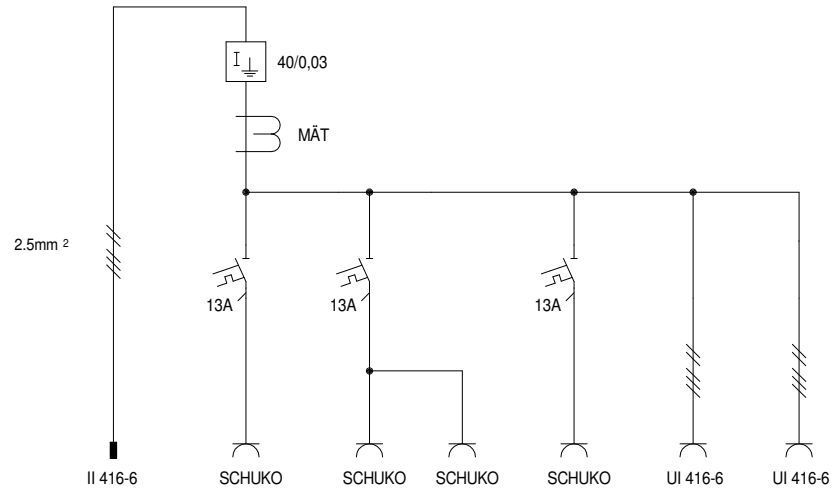 40/0,03
MÄT
2.5mm 2
13A
13A
13A
II 416-6
SCHUKO
SCHUKO
SCHUKO
SCHUKO
UI 416-6
UI 416-6